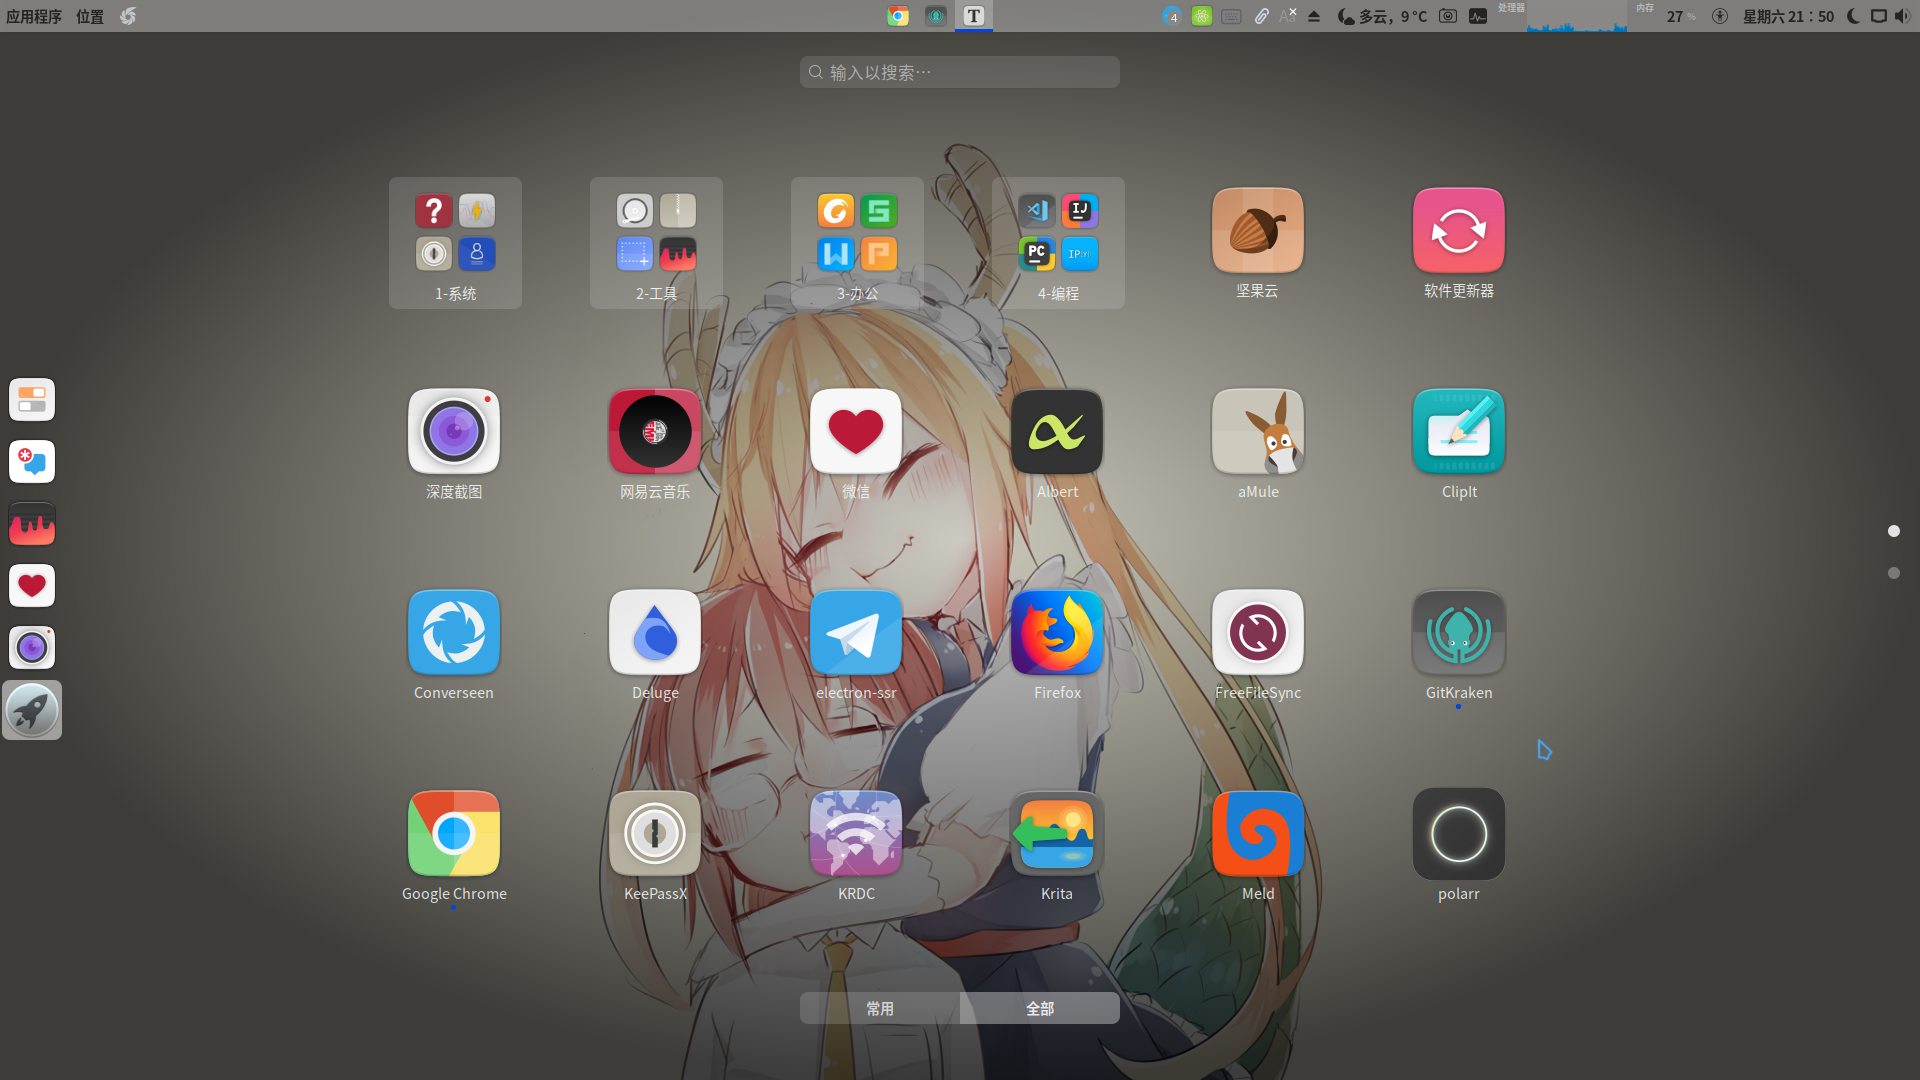 应用程序 位置 T 4 多云，9 °C 处理器 内存 27 % 星期六 21：50
输入以搜索…
1-系统 2-工具 3-办公 4-编程 坚果云 软件更新器
深度截图 网易云音乐 微信 Albert aMule ClipIt
Converseen Deluge electron-ssr Firefox FreeFileSync GitKraken
Google Chrome KeePassX KRDC Krita Meld polarr
常用 全部